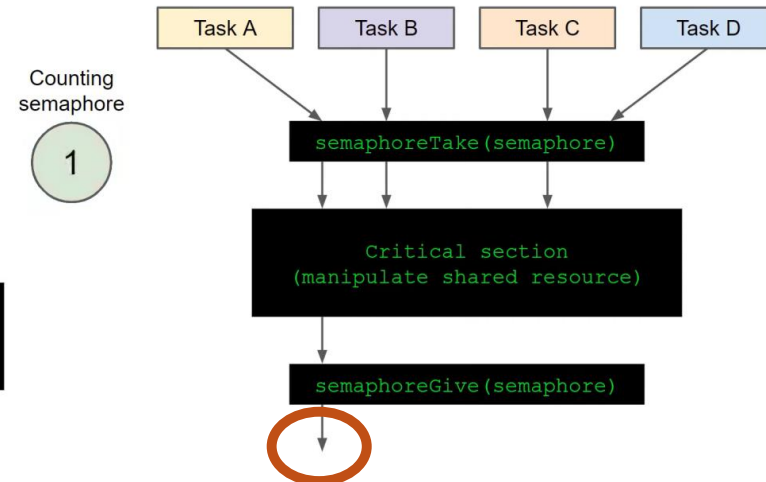 Task A
Task B
Task C
Task D
Counting
semaphore
1
semaphoreTake(semaphore)
Critical section
(manipulate shared resource)
semaphoreGive(semaphore)